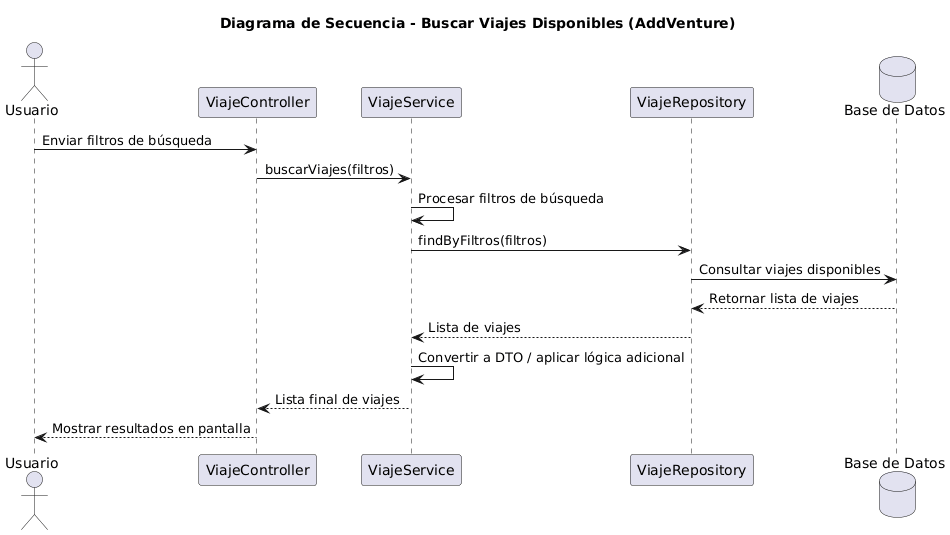 Diagrama de Secuencia - Buscar Viajes Disponibles (AddVenture)
Usuario
ViajeController
ViajeService
ViajeRepository
Base de Datos
Enviar filtros de búsqueda
buscarViajes(filtros)
Procesar filtros de búsqueda
findByFiltros(filtros)
Consultar viajes disponibles
Retornar lista de viajes
Lista de viajes
Convertir a DTO / aplicar lógica adicional
Lista final de viajes
Mostrar resultados en pantalla
Usuario
ViajeController
ViajeService
ViajeRepository
Base de Datos